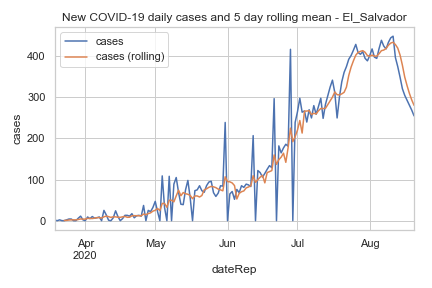 New COVID-19 daily cases and 5 day rolling mean - El_Salvador
cases
cases (rolling)
400
300
200
100
0
cases
Apr
2020
May
Jun
Jul
Aug
dateRep